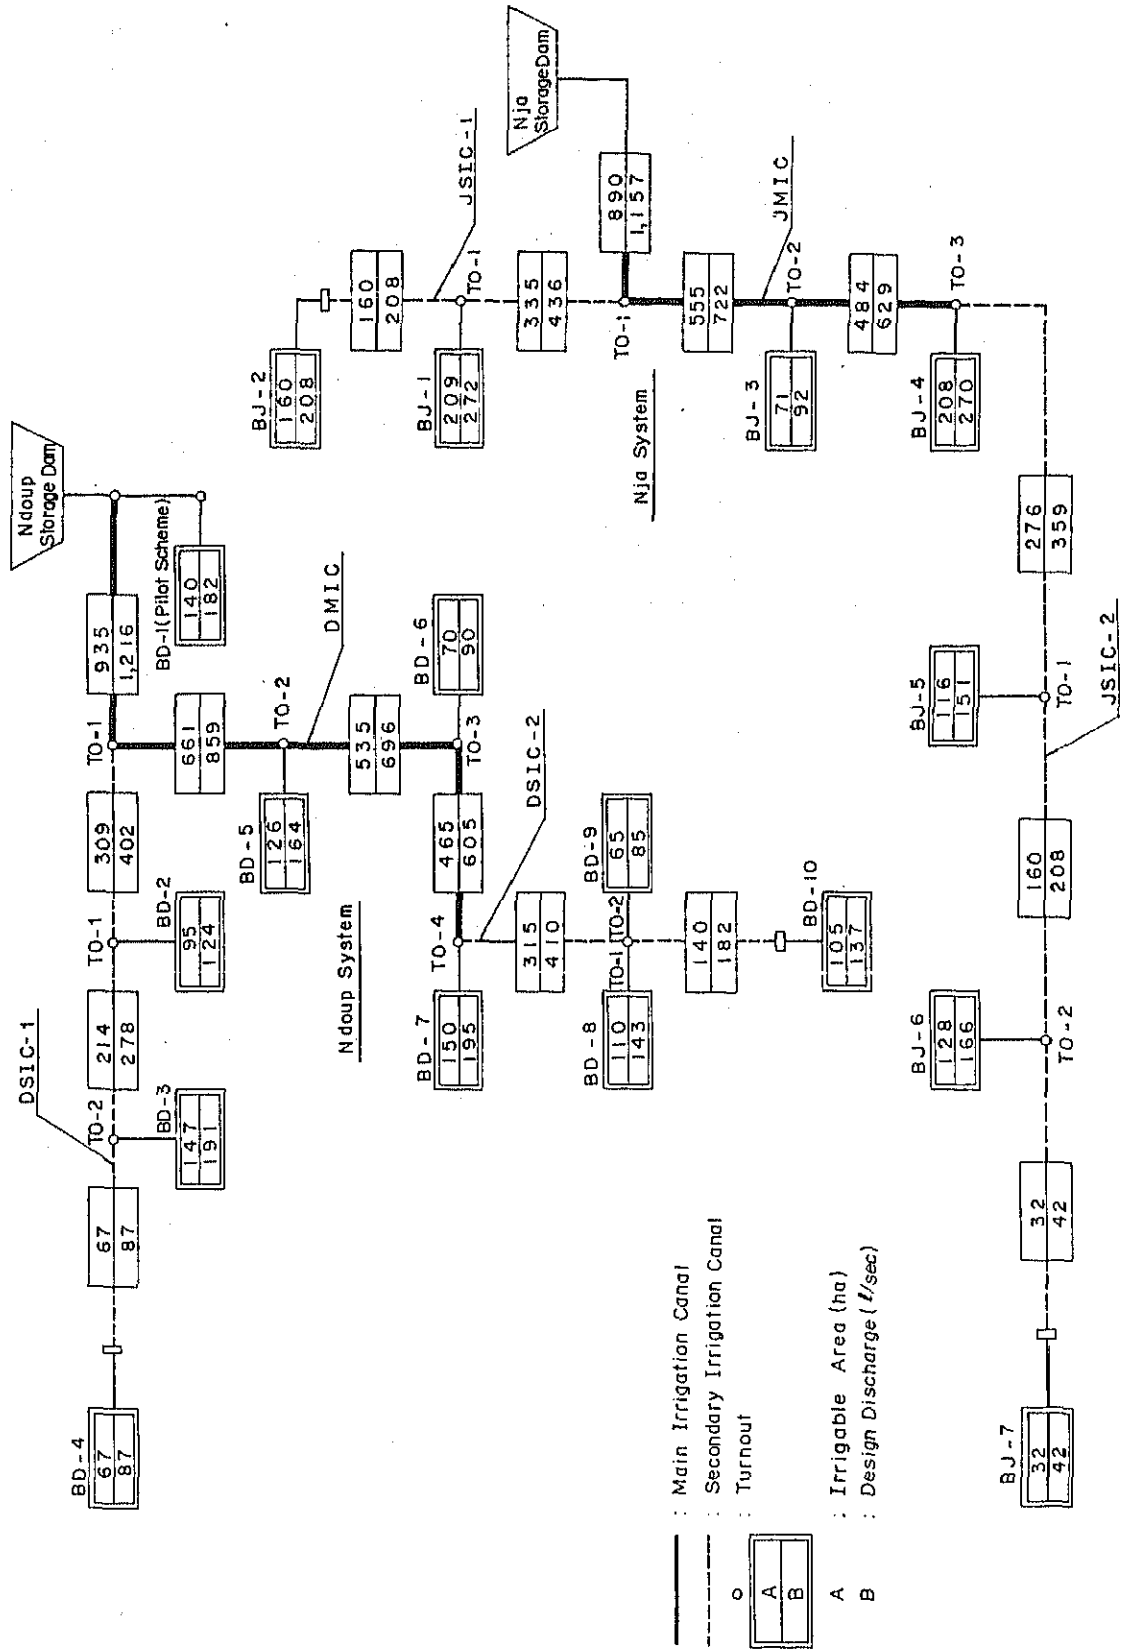 Ndoup
Storage Dam
935
1,216
BD-1(Pilot Scheme)
140
182
TO-1
309
402
TO-1
BD-2
95
124
DSIC-1
214
278
TO-2
BD-3
147
191
67
87
BD-4
67
87
661
859
TO-2
DMIC
BD-5
126
164
535
696
BD-6
70
90
TO-3
465
605
DSIC-2
TO-4
BD-7
150
195
Ndoup System
315
410
BD-9
65
85
TO-2
TO-1
BD-8
110
143
140
182
BD-10
105
137
Nja
Storage Dam
890
1,157
JSIC-1
BJ-2
160
208
160
208
TO-1
BJ-1
209
272
335
436
TO-1
Nja System
555
722
JMIC
TO-2
BJ-3
71
92
484
629
TO-3
BJ-4
208
270
276
359
BJ-5
116
151
TO-1
JSIC-2
160
208
BJ-6
128
166
TO-2
32
42
BJ-7
32
42
: Main Irrigation Canal
: Secondary Irrigation Canal
: Turnout
A
B
A : Irrigable Area (ha)
B : Design Discharge (ℓ/sec)